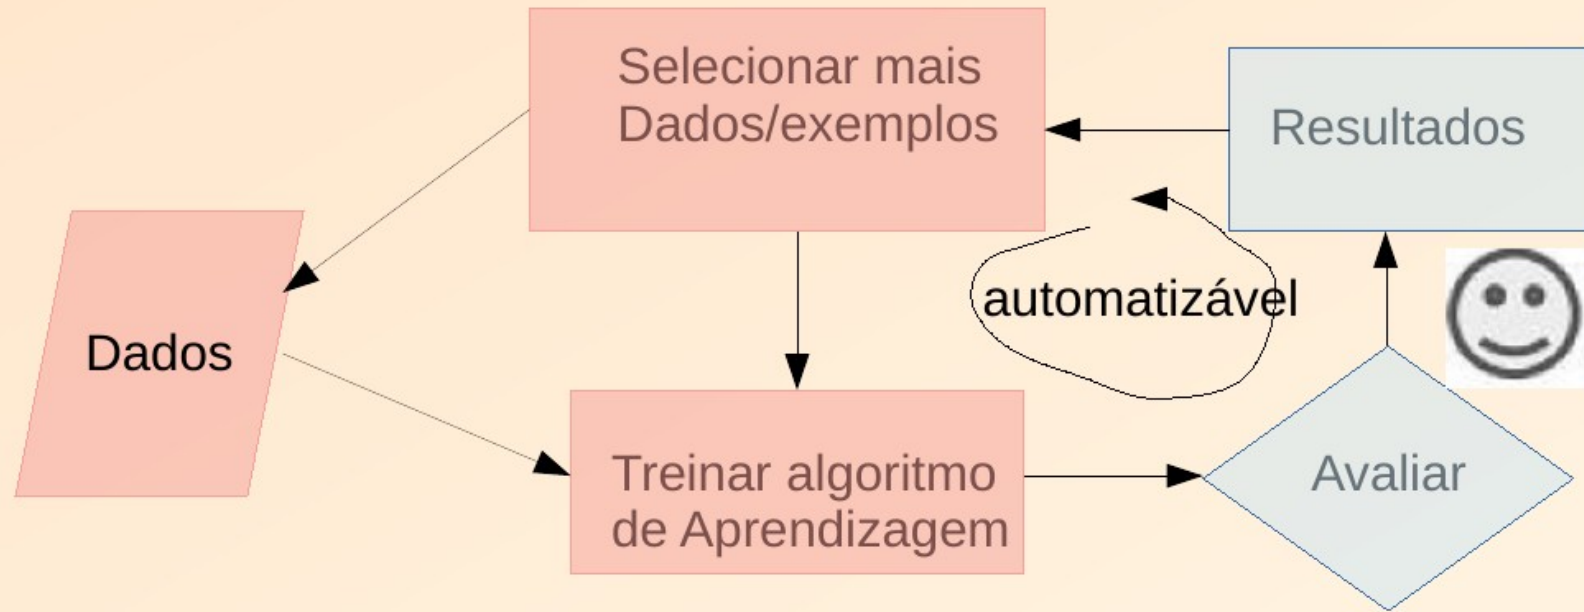 Selecionar mais
Dados/exemplos
Resultados
automatizável
Dados
Treinar algoritmo
de Aprendizagem
Avaliar